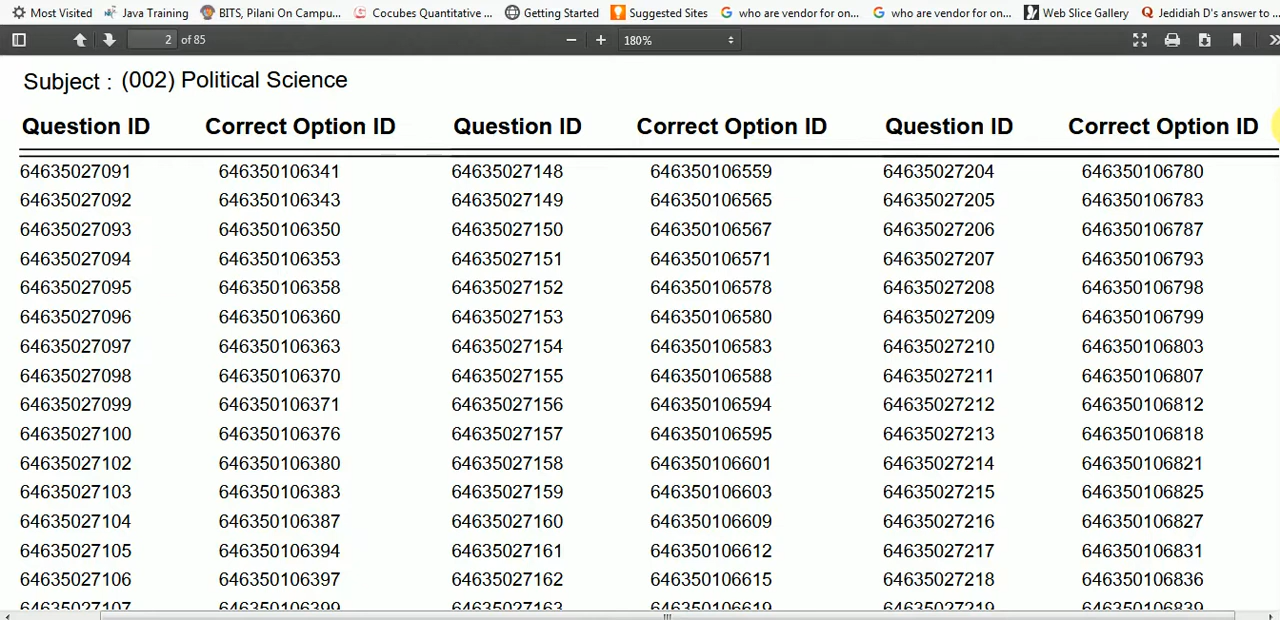 Most Visited Java Training BITS, Pilani On Campu... Cocubes Quantitative ... Getting Started Suggested Sites who are vendor for on... who are vendor for on... Web Slice Gallery Jedidiah D's answer to ...
2 of 85 180%
Subject : (002) Political Science
Question ID Correct Option ID Question ID Correct Option ID Question ID Correct Option ID
64635027091 646350106341 64635027148 646350106559 64635027204 646350106780
64635027092 646350106343 64635027149 646350106565 64635027205 646350106783
64635027093 646350106350 64635027150 646350106567 64635027206 646350106787
64635027094 646350106353 64635027151 646350106571 64635027207 646350106793
64635027095 646350106358 64635027152 646350106578 64635027208 646350106798
64635027096 646350106360 64635027153 646350106580 64635027209 646350106799
64635027097 646350106363 64635027154 646350106583 64635027210 646350106803
64635027098 646350106370 64635027155 646350106588 64635027211 646350106807
64635027099 646350106371 64635027156 646350106594 64635027212 646350106812
64635027100 646350106376 64635027157 646350106595 64635027213 646350106818
64635027102 646350106380 64635027158 646350106601 64635027214 646350106821
64635027103 646350106383 64635027159 646350106603 64635027215 646350106825
64635027104 646350106387 64635027160 646350106609 64635027216 646350106827
64635027105 646350106394 64635027161 646350106612 64635027217 646350106831
64635027106 646350106397 64635027162 646350106615 64635027218 646350106836
64635027107 646350106399 64635027163 646350106619 64635027219 646350106839